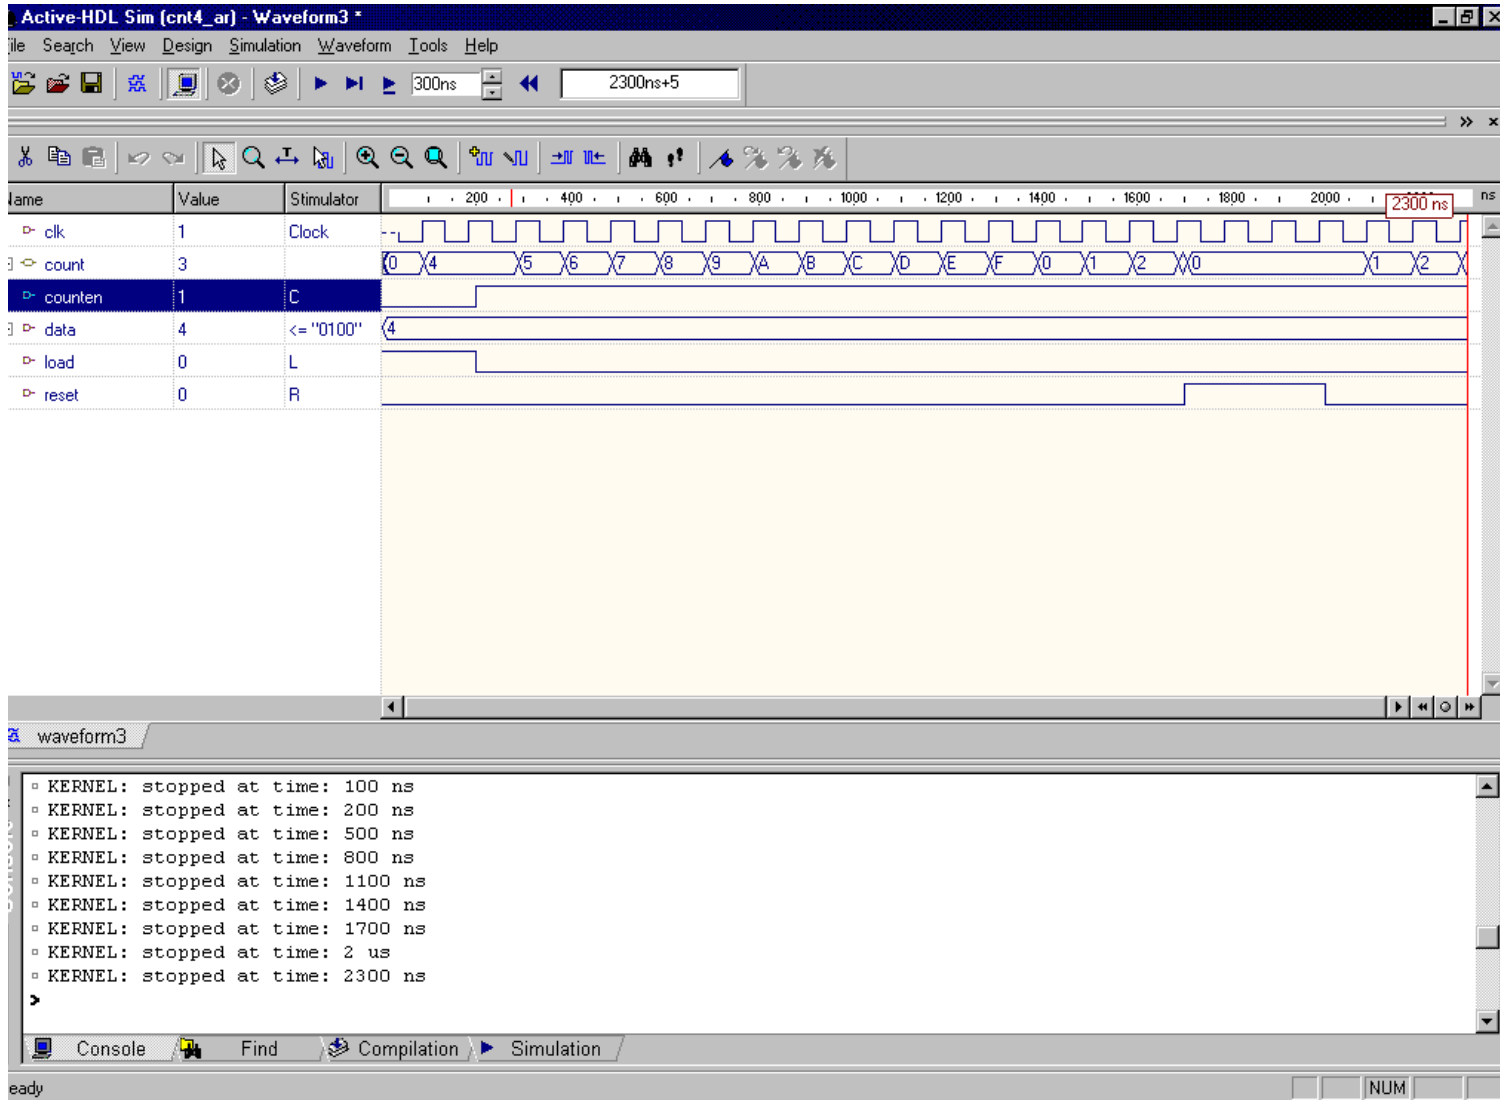 Active-HDL Sim (cnt4_ar) - Waveform3 *
ile Search View Design Simulation Waveform Tools Help
300ns 2300ns+5
Name Value Stimulator 200 400 600 800 1000 1200 1400 1600 1800 2000 2300 ns ns
clk 1 Clock
count 3 0 4 5 6 7 8 9 A B C D E F 0 1 2 0 1 2
counten 1 C
data 4 <= "0100" 4
load 0 L
reset 0 R
waveform3
KERNEL: stopped at time: 100 ns
KERNEL: stopped at time: 200 ns
KERNEL: stopped at time: 500 ns
KERNEL: stopped at time: 800 ns
KERNEL: stopped at time: 1100 ns
KERNEL: stopped at time: 1400 ns
KERNEL: stopped at time: 1700 ns
KERNEL: stopped at time: 2 us
KERNEL: stopped at time: 2300 ns
>
Console Find Compilation Simulation
eady NUM